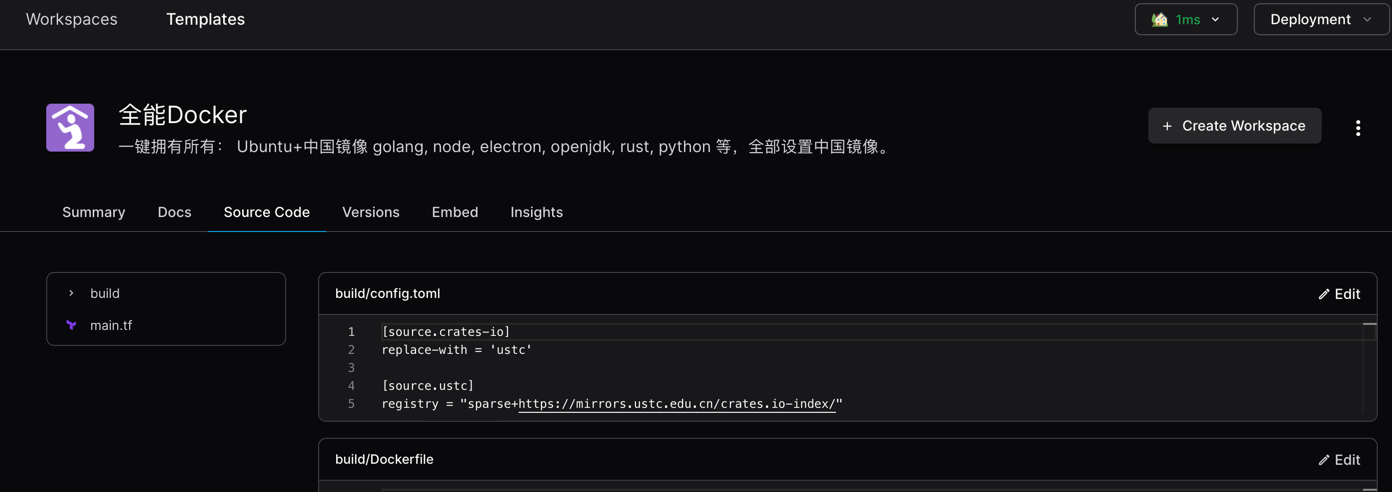 Workspaces Templates 1ms Deployment
全能Docker
一键拥有所有： Ubuntu+中国镜像 golang, node, electron, openjdk, rust, python 等，全部设置中国镜像。
+ Create Workspace
Summary Docs Source Code Versions Embed Insights
build
main.tf
build/config.toml Edit
1 [source.crates-io]
2 replace-with = 'ustc'
3
4 [source.ustc]
5 registry = "sparse+https://mirrors.ustc.edu.cn/crates.io-index/"
build/Dockerfile Edit